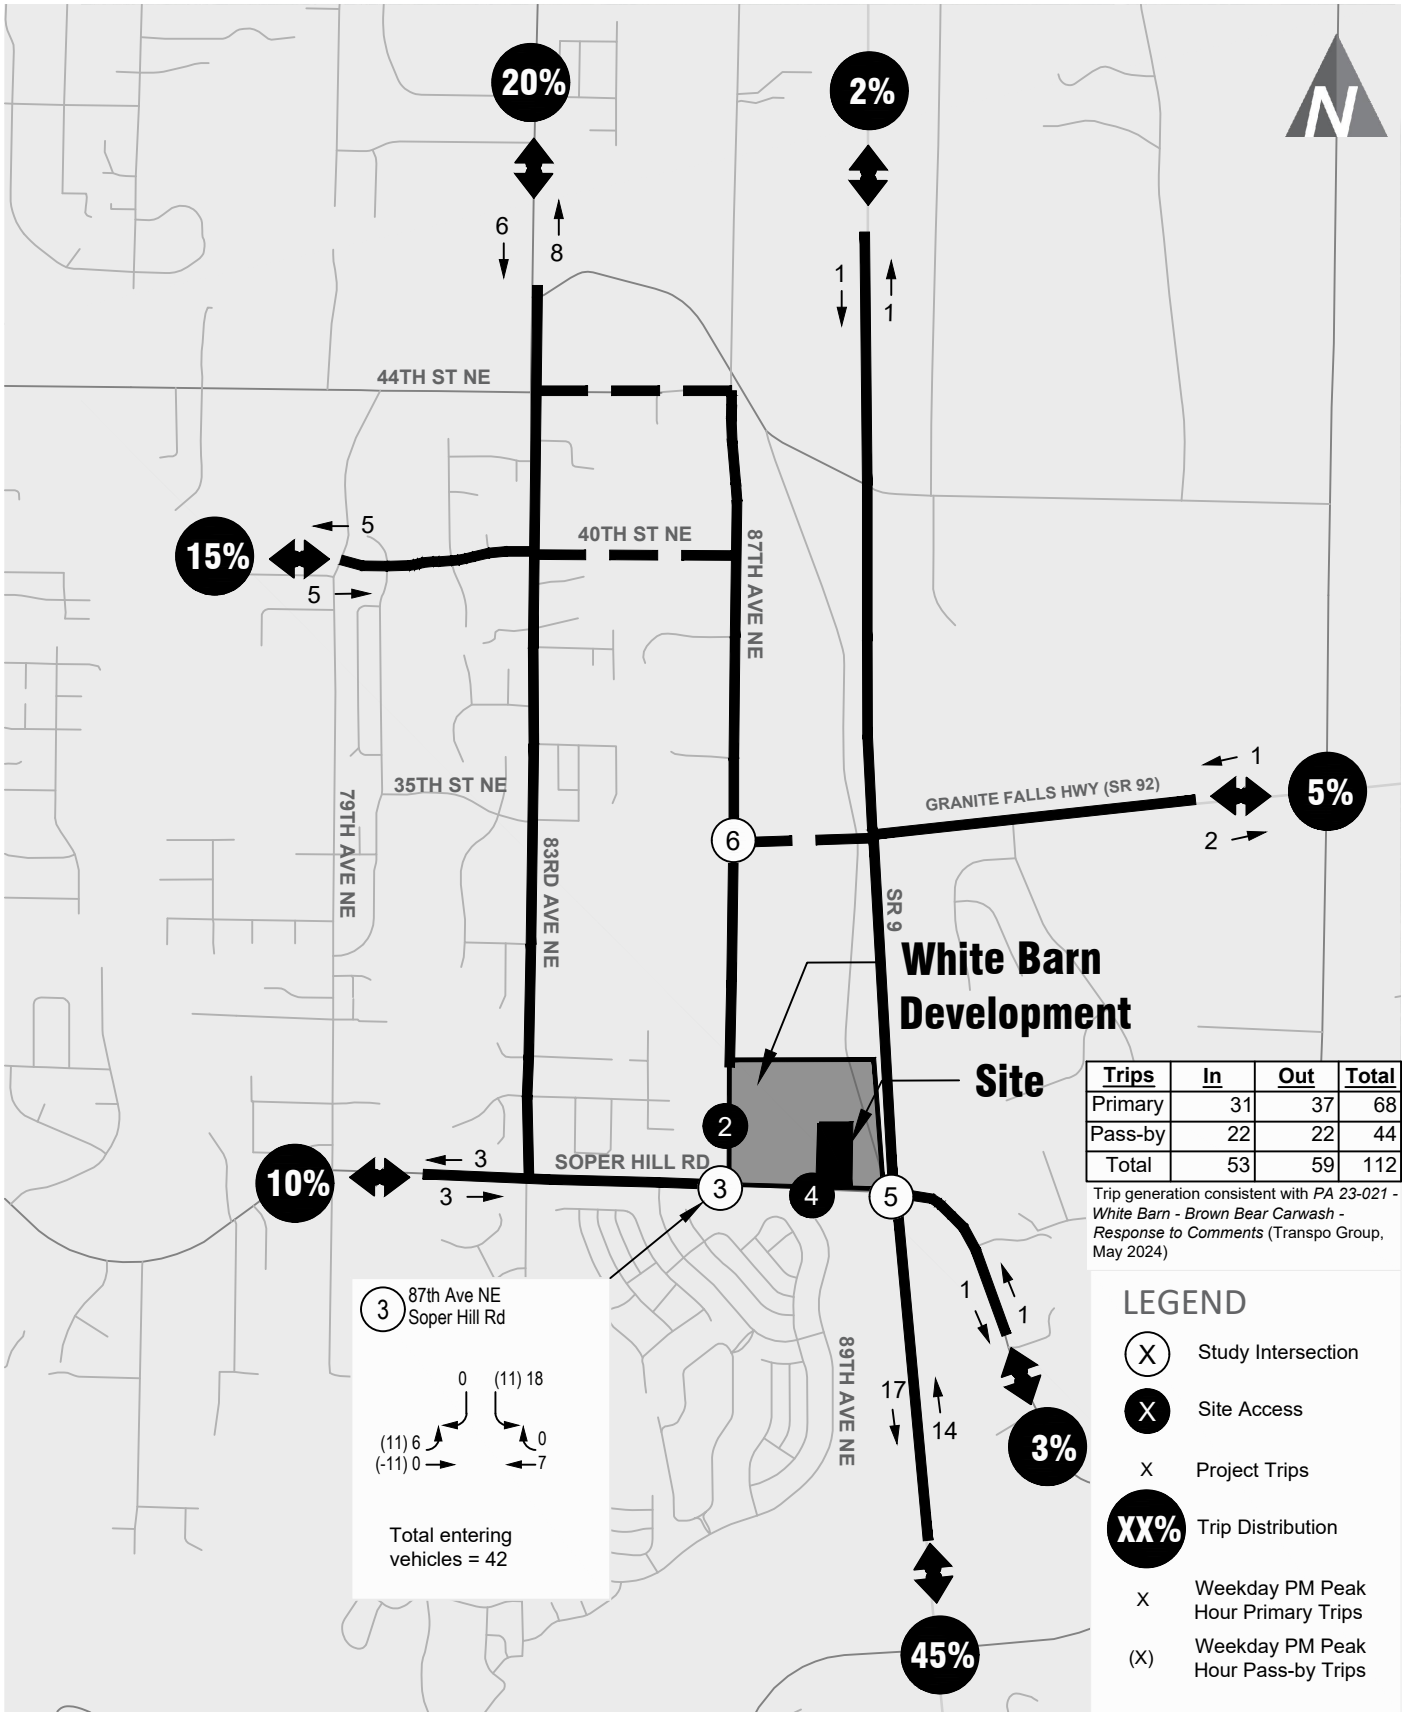 20%
2%
N
6
8
1
1
44TH ST NE
15%
5
5
40TH ST NE
87TH AVE NE
79TH AVE NE
35TH ST NE
83RD AVE NE
6
GRANITE FALLS HWY (SR 92)
1
2
5%
SR 9
White Barn
Development
Site
2
10%
3
3
SOPER HILL RD
3
4
5
Trips In Out Total
Primary 31 37 68
Pass-by 22 22 44
Total 53 59 112
Trip generation consistent with PA 23-021 -
White Barn - Brown Bear Carwash -
Response to Comments (Transpo Group,
May 2024)
3
87th Ave NE
Soper Hill Rd
0 (11) 18
(11) 6 0
(-11) 0 7
Total entering
vehicles = 42
89TH AVE NE
1
1
17
14
3%
45%
LEGEND
X Study Intersection
X Site Access
X Project Trips
XX% Trip Distribution
X Weekday PM Peak
Hour Primary Trips
(X) Weekday PM Peak
Hour Pass-by Trips